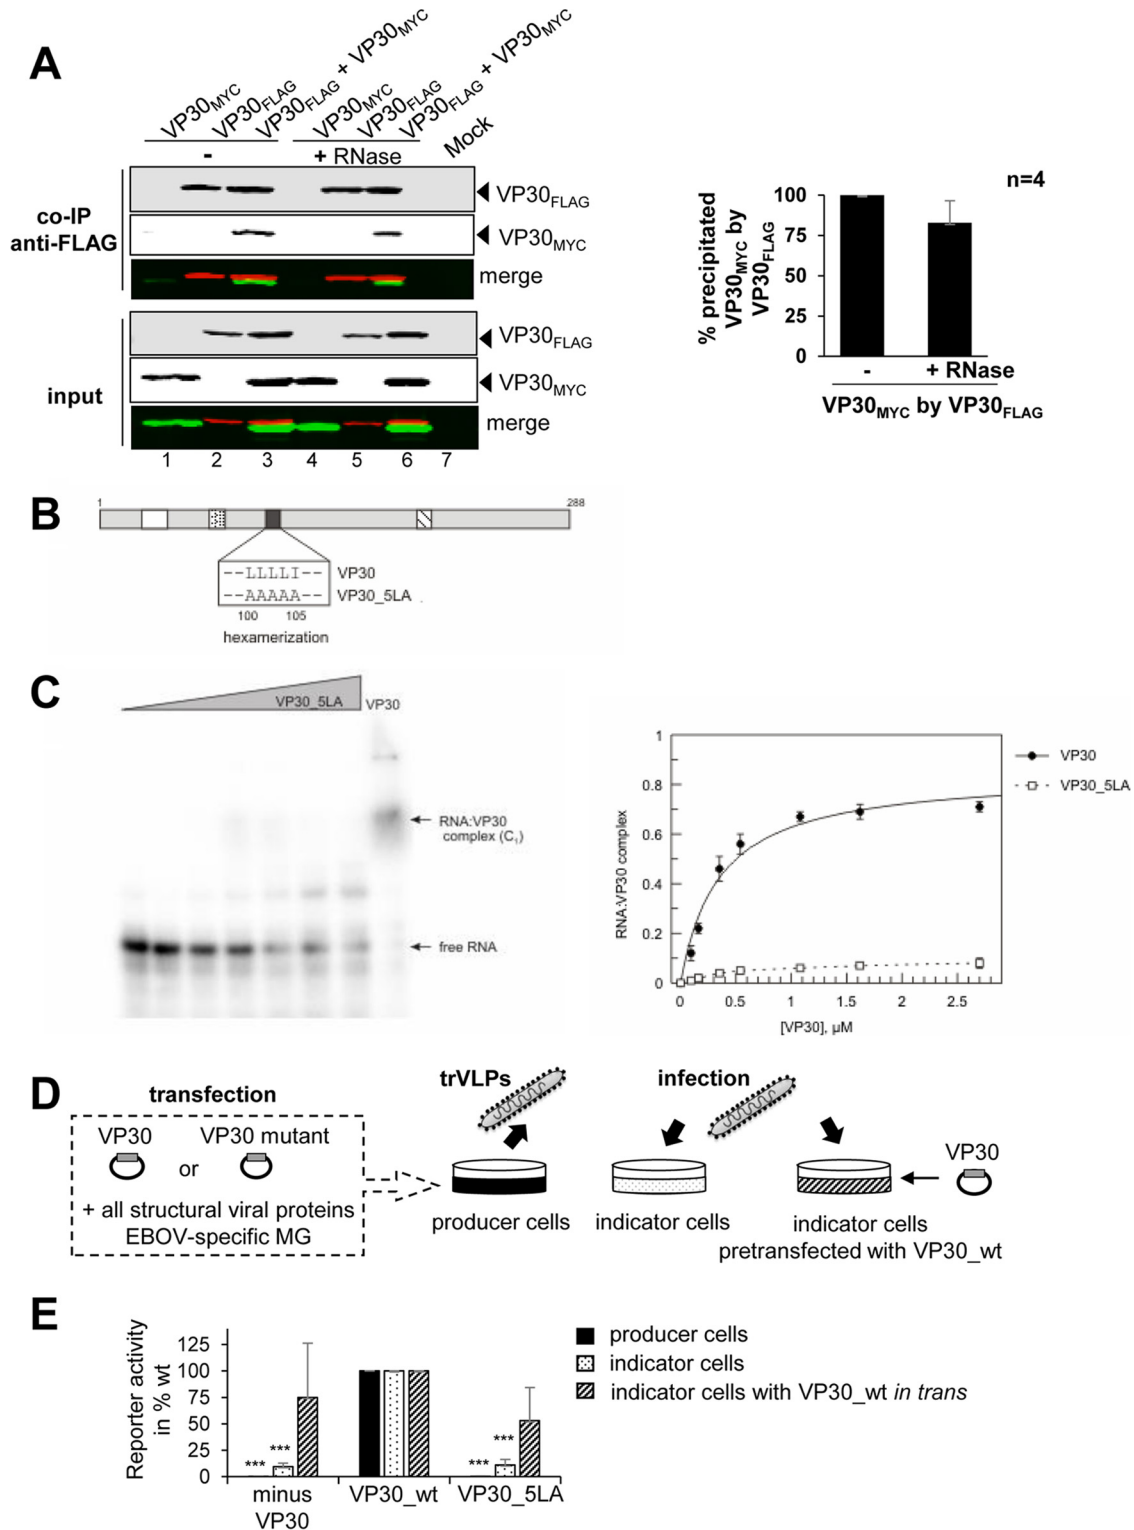 A
VP30MYC
VP30FLAG
VP30FLAG + VP30MYC
VP30MYC
VP30FLAG
VP30FLAG + VP30MYC
Mock
-
+ RNase
co-IP
anti-FLAG
VP30FLAG
VP30MYC
merge
input
VP30FLAG
VP30MYC
merge
1 2 3 4 5 6 7
n=4
% precipitated
VP30MYC by
VP30FLAG
100
75
50
25
0
- + RNase
VP30MYC by VP30FLAG
B
1 288
--LLLLI-- VP30
--AAAAA-- VP30_5LA
100 105
hexamerization
C
VP30_5LA VP30
RNA:VP30
complex (C1)
free RNA
RNA:VP30 complex
1
0.8
0.6
0.4
0.2
0
0 0.5 1 1.5 2 2.5
[VP30], µM
VP30
VP30_5LA
D
transfection
VP30 or VP30 mutant
+ all structural viral proteins
EBOV-specific MG
trVLPs
producer cells
infection
indicator cells
VP30
indicator cells
pretransfected with VP30_wt
E
Reporter activity
in % wt
125
100
75
50
25
0
*** ***
*** ***
minus
VP30
VP30_wt
VP30_5LA
producer cells
indicator cells
indicator cells with VP30_wt in trans